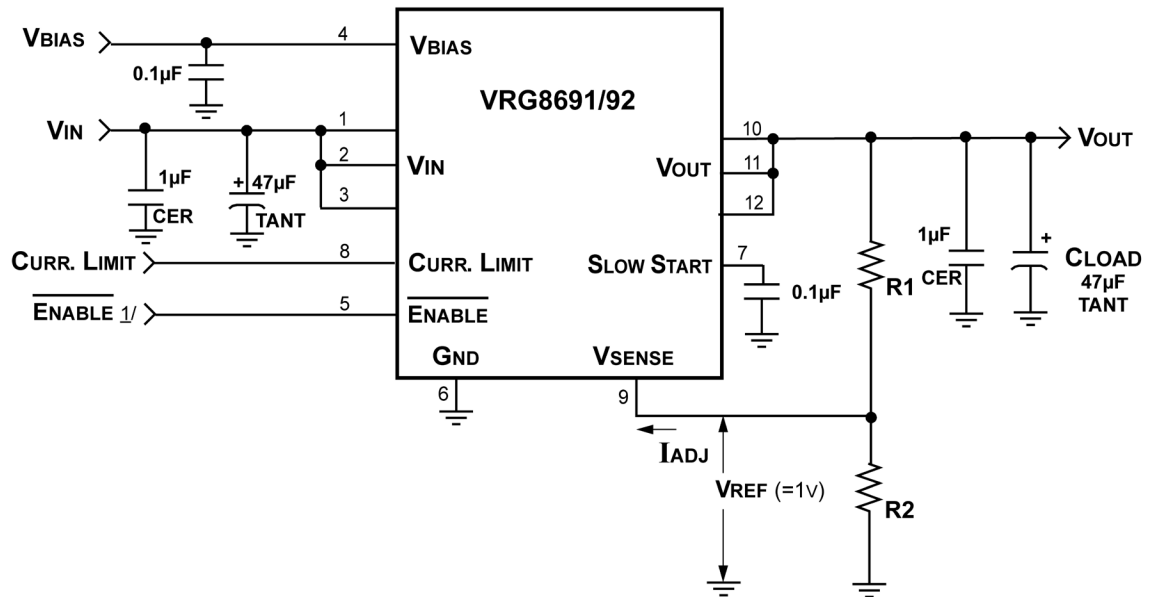 VBIAS
4
VBIAS
0.1µF
VRG8691/92
VIN
1
2
3
VIN
10
VOUT
11
12
VOUT
1µF
CER
+
47µF
TANT
CURR. LIMIT
8
CURR. LIMIT
SLOW START
7
0.1µF
R1
1µF
CER
+
CLOAD
47µF
TANT
ENABLE 1/
5
ENABLE
GND
VSENSE
6
9
IADJ
VREF (=1V)
R2